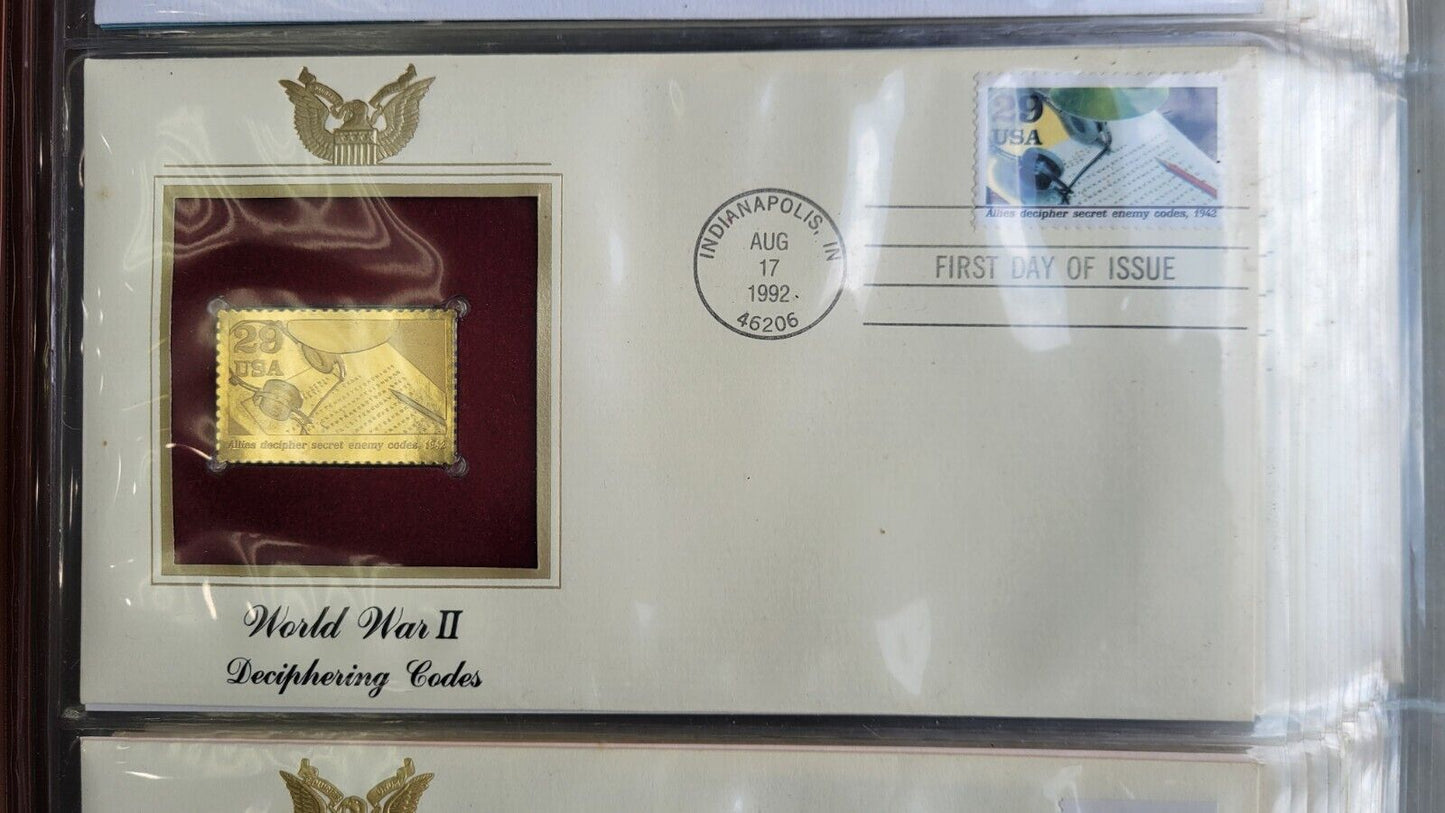 29
USA
Allies decipher secret enemy codes, 1942
INDIANAPOLIS, IN
AUG
17
1992
46206
FIRST DAY OF ISSUE
29
USA
Allies decipher secret enemy codes, 1942
World War II
Deciphering Codes